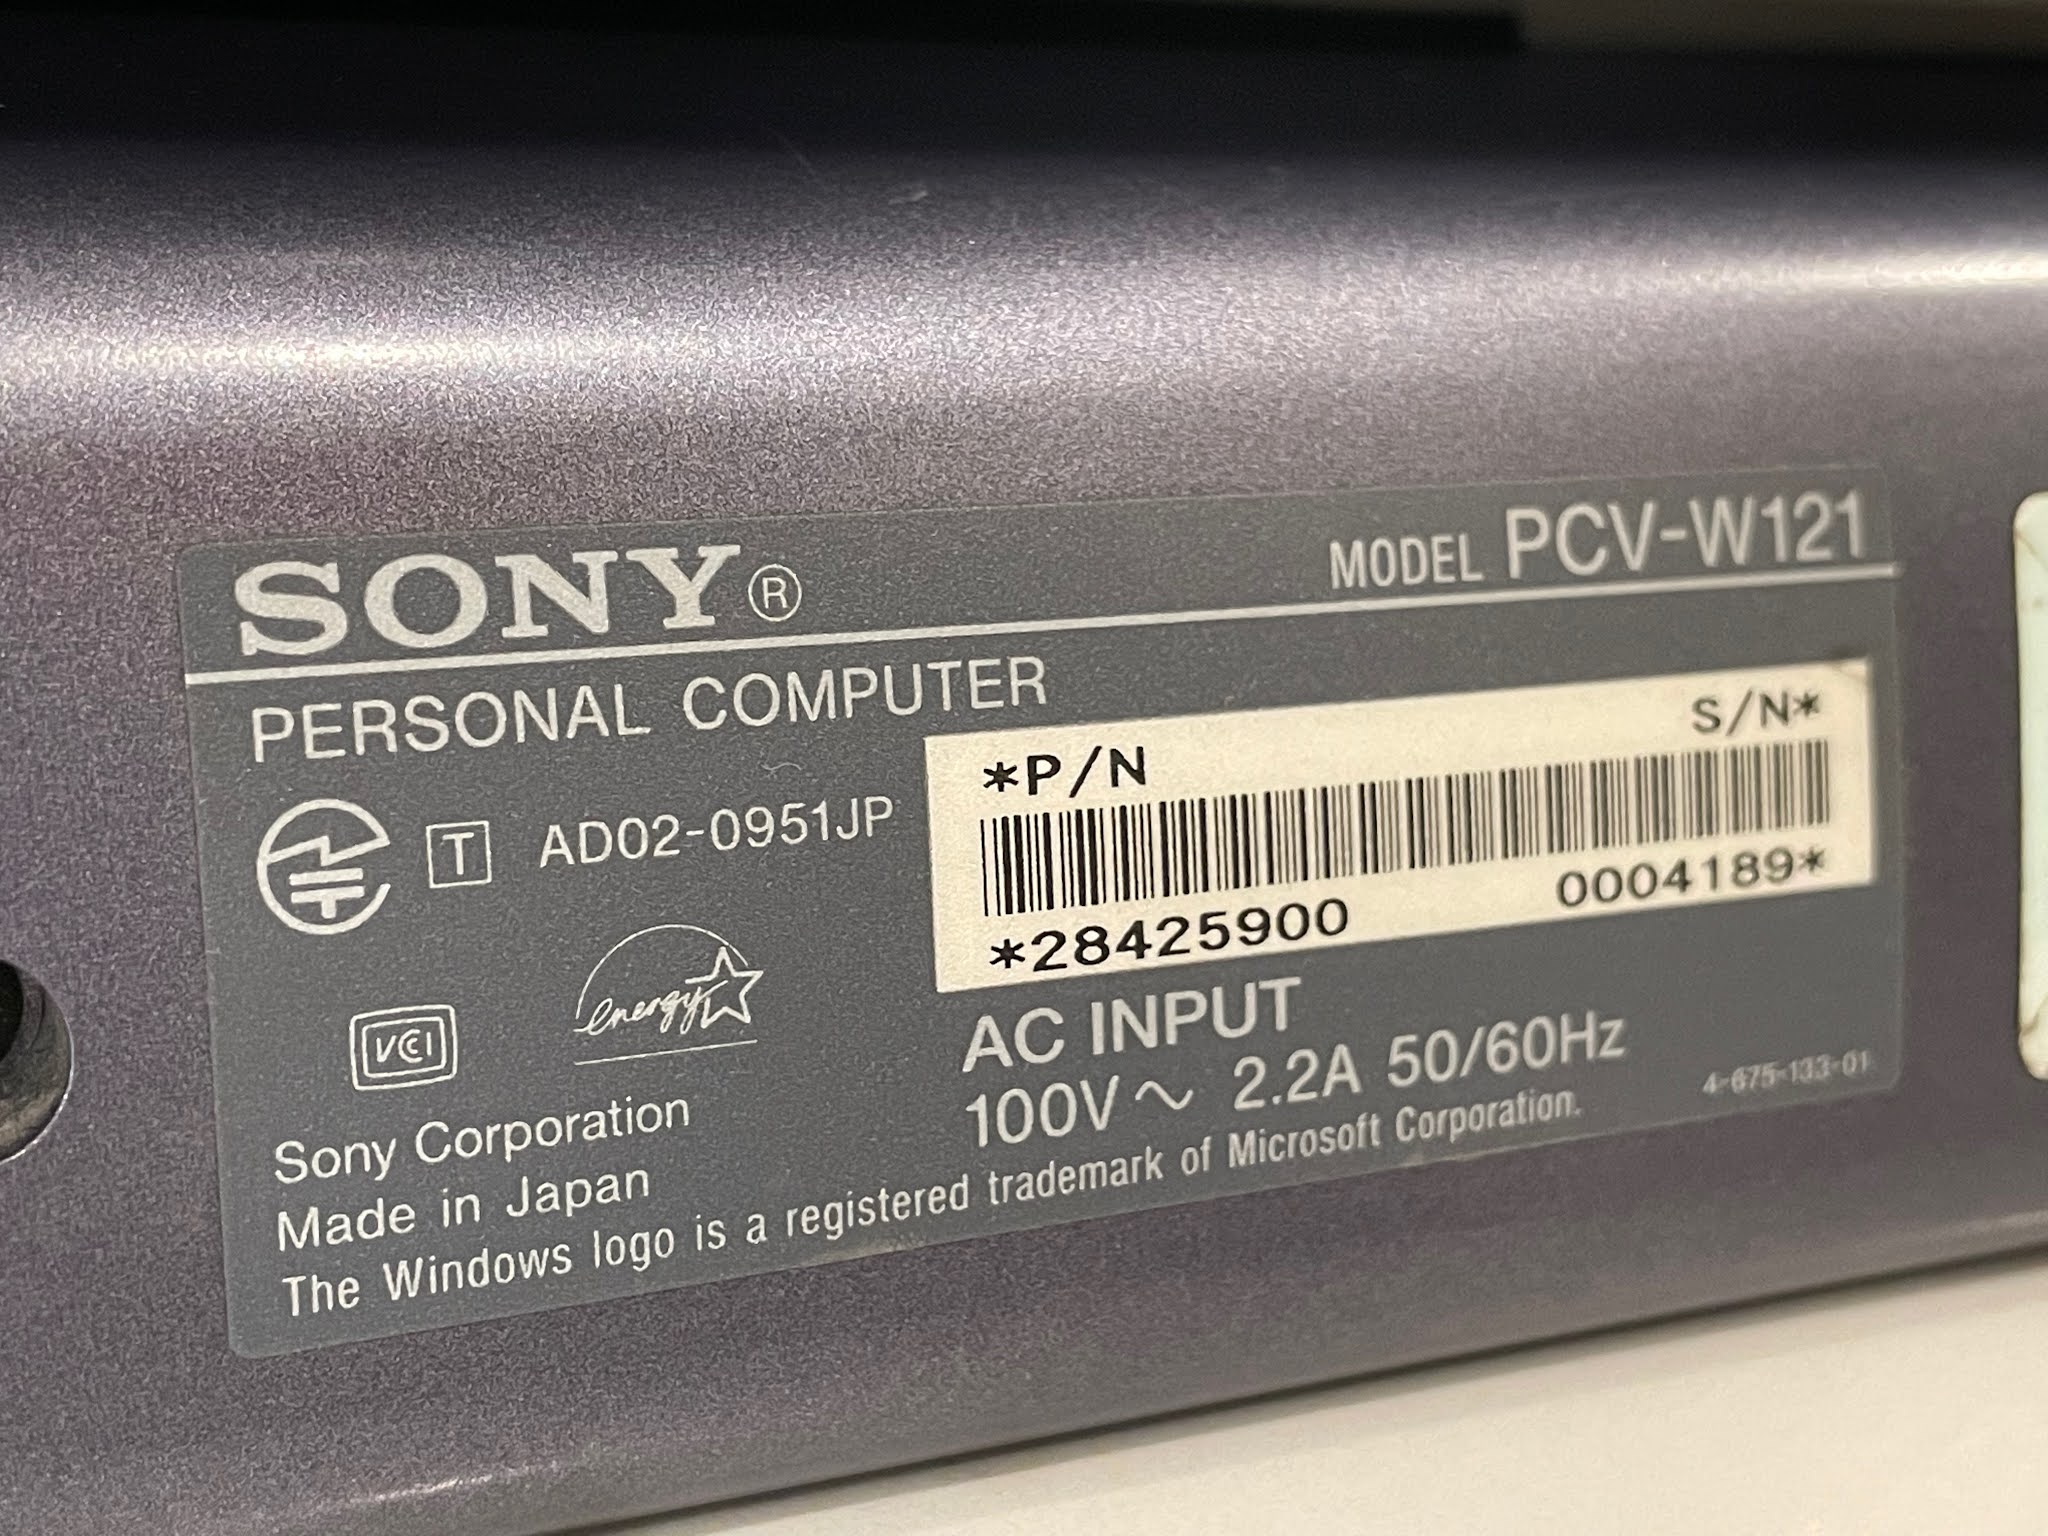 SONY®
MODEL PCV-W121
PERSONAL COMPUTER
*P/N S/N*
T AD02-0951JP
*28425900 0004189*
energy
VCCI
AC INPUT
100V ~ 2.2A 50/60Hz
4-675-133-01
Sony Corporation
Made in Japan
The Windows logo is a registered trademark of Microsoft Corporation.